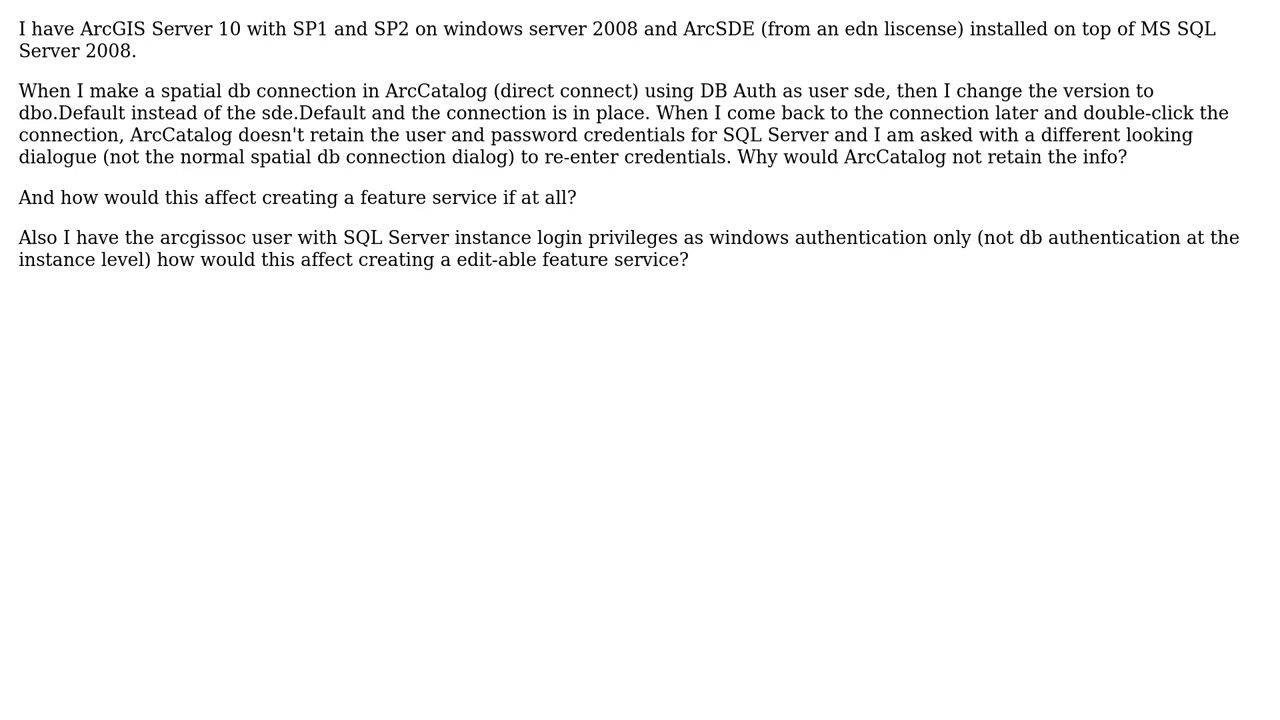 I have ArcGIS Server 10 with SP1 and SP2 on windows server 2008 and ArcSDE (from an edn liscense) installed on top of MS SQL
Server 2008.
When I make a spatial db connection in ArcCatalog (direct connect) using DB Auth as user sde, then I change the version to
dbo.Default instead of the sde.Default and the connection is in place. When I come back to the connection later and double-click the
connection, ArcCatalog doesn't retain the user and password credentials for SQL Server and I am asked with a different looking
dialogue (not the normal spatial db connection dialog) to re-enter credentials. Why would ArcCatalog not retain the info?
And how would this affect creating a feature service if at all?
Also I have the arcgissoc user with SQL Server instance login privileges as windows authentication only (not db authentication at the
instance level) how would this affect creating a edit-able feature service?